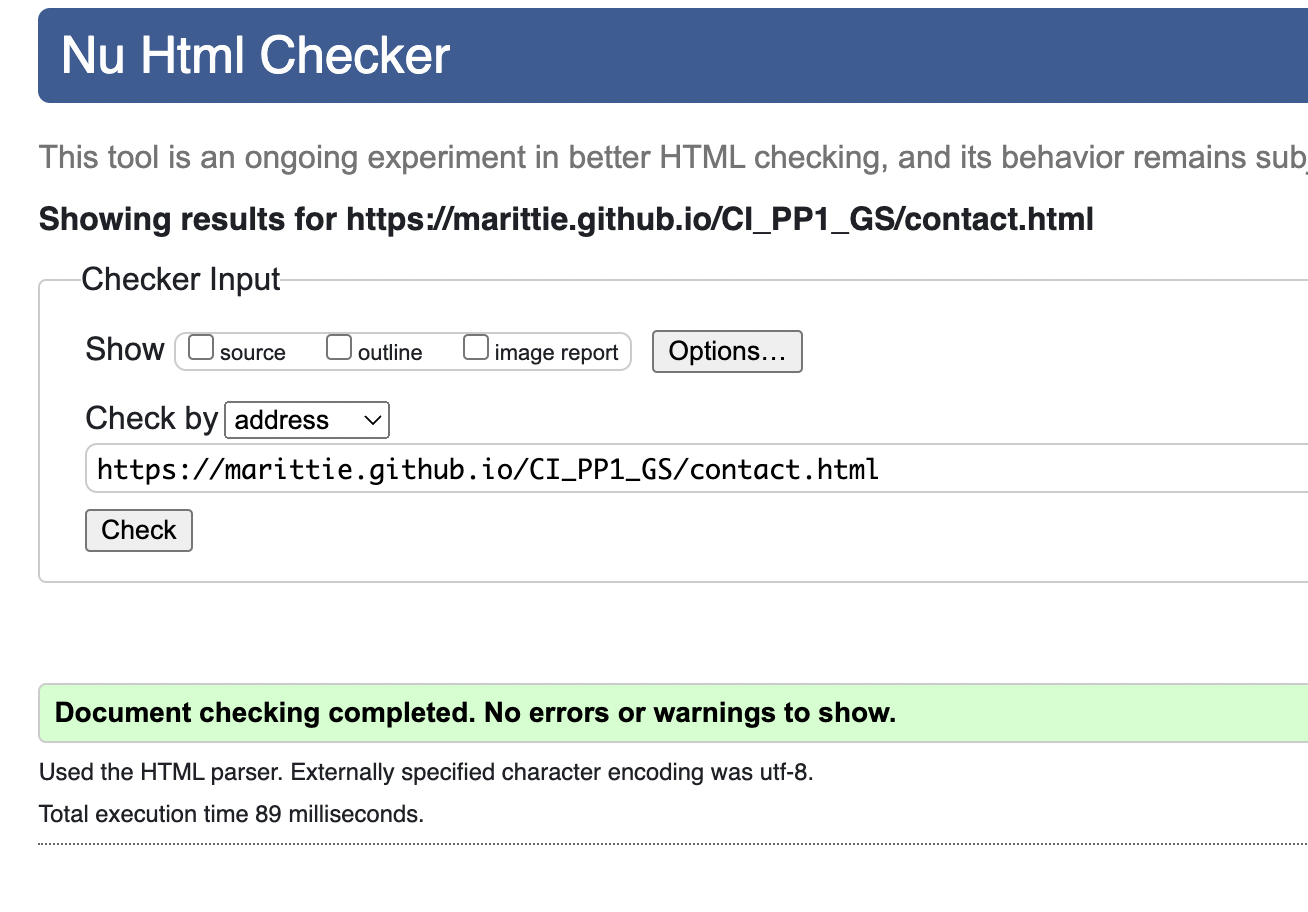 Nu Html Checker
This tool is an ongoing experiment in better HTML checking, and its behavior remains
Showing results for https://marittie.github.io/CI_PP1_GS/contact.html
Checker Input
Show source outline image report Options…
Check by address
https://marittie.github.io/CI_PP1_GS/contact.html
Check
Document checking completed. No errors or warnings to show.
Used the HTML parser. Externally specified character encoding was utf-8.
Total execution time 89 milliseconds.